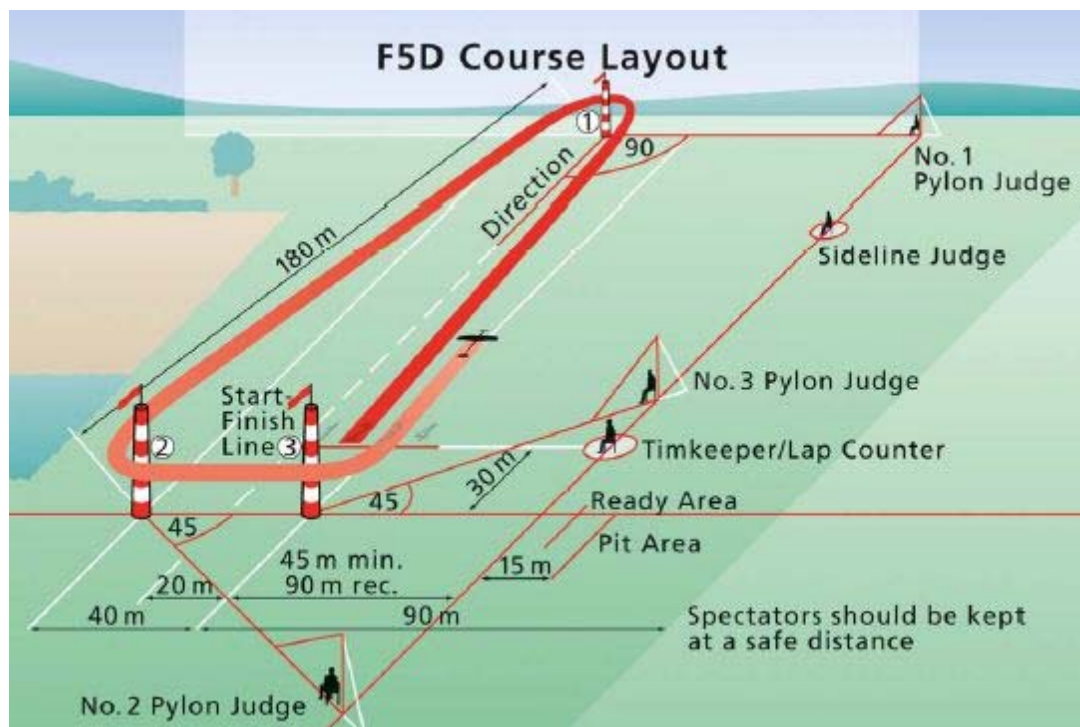 F5D Course Layout
1
90
No. 1
Pylon Judge
Direction
Sideline Judge
180 m
No. 3 Pylon Judge
Start-
Finish
Line
2
3
Timkeeper/Lap Counter
30 m
Ready Area
45
45
Pit Area
45 m min.
15 m
20 m
90 m rec.
40 m
90 m
Spectators should be kept
at a safe distance
No. 2 Pylon Judge